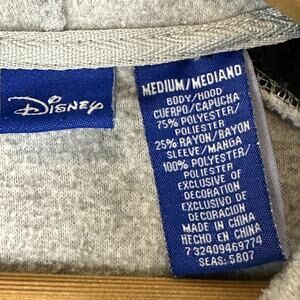 Disney
MEDIUM/MEDIANO
BODY/HOOD
CUERPO/CAPUCHA
75% POLYESTER/
POLIESTER
25% RAYON/RAYON
SLEEVE/MANGA
100% POLYESTER/
POLIESTER
EXCLUSIVE OF
DECORATION
EXCLUSIVO DE
DECORACION
MADE IN CHINA
HECHO EN CHINA
7 32409469774
SEAS: 5807